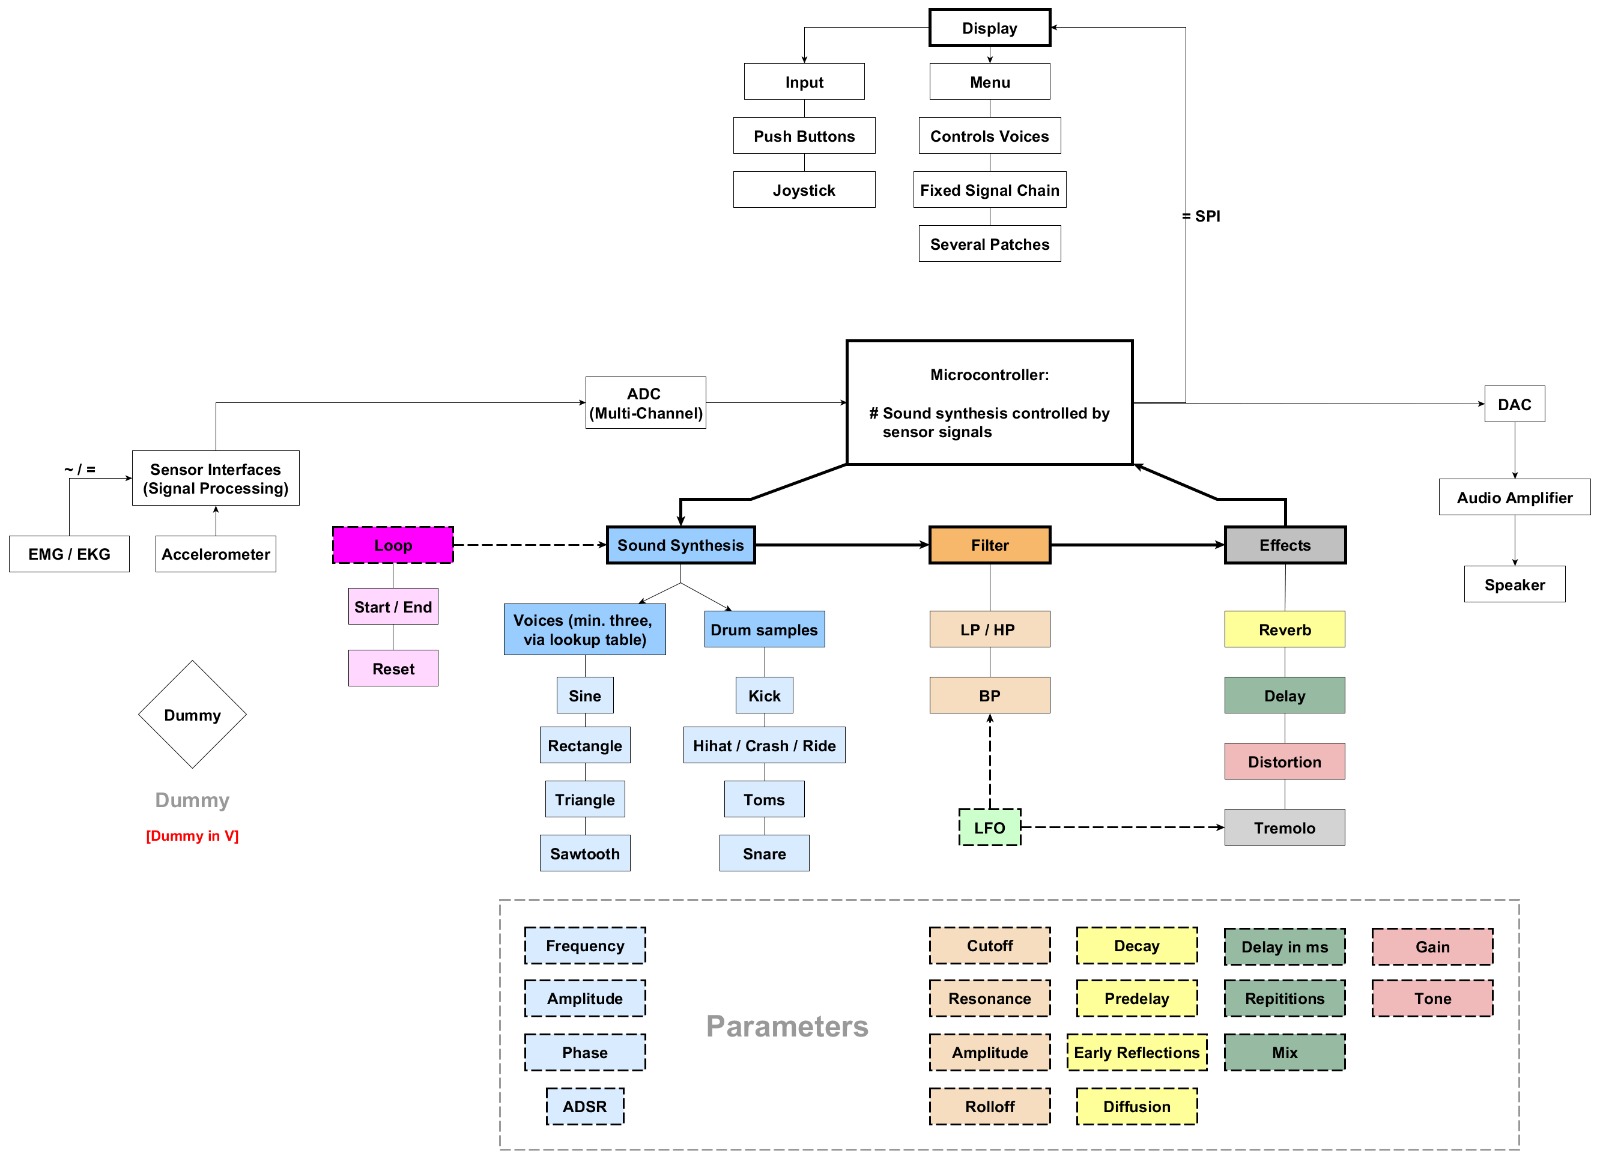 Display
Input
Menu
Push Buttons
Controls Voices
Joystick
Fixed Signal Chain
= SPI
Several Patches
Microcontroller:
# Sound synthesis controlled by
sensor signals
ADC
(Multi-Channel)
DAC
~ / =
Sensor Interfaces
(Signal Processing)
Audio Amplifier
EMG / EKG
Accelerometer
Loop
Sound Synthesis
Filter
Effects
Speaker
Start / End
Voices (min. three,
via lookup table)
Drum samples
LP / HP
Reverb
Reset
Sine
Kick
BP
Delay
Dummy
Rectangle
Hihat / Crash / Ride
Distortion
Dummy
Triangle
Toms
LFO
Tremolo
[Dummy in V]
Sawtooth
Snare
Frequency
Cutoff
Decay
Delay in ms
Gain
Amplitude
Resonance
Predelay
Repititions
Tone
Parameters
Phase
Amplitude
Early Reflections
Mix
ADSR
Rolloff
Diffusion